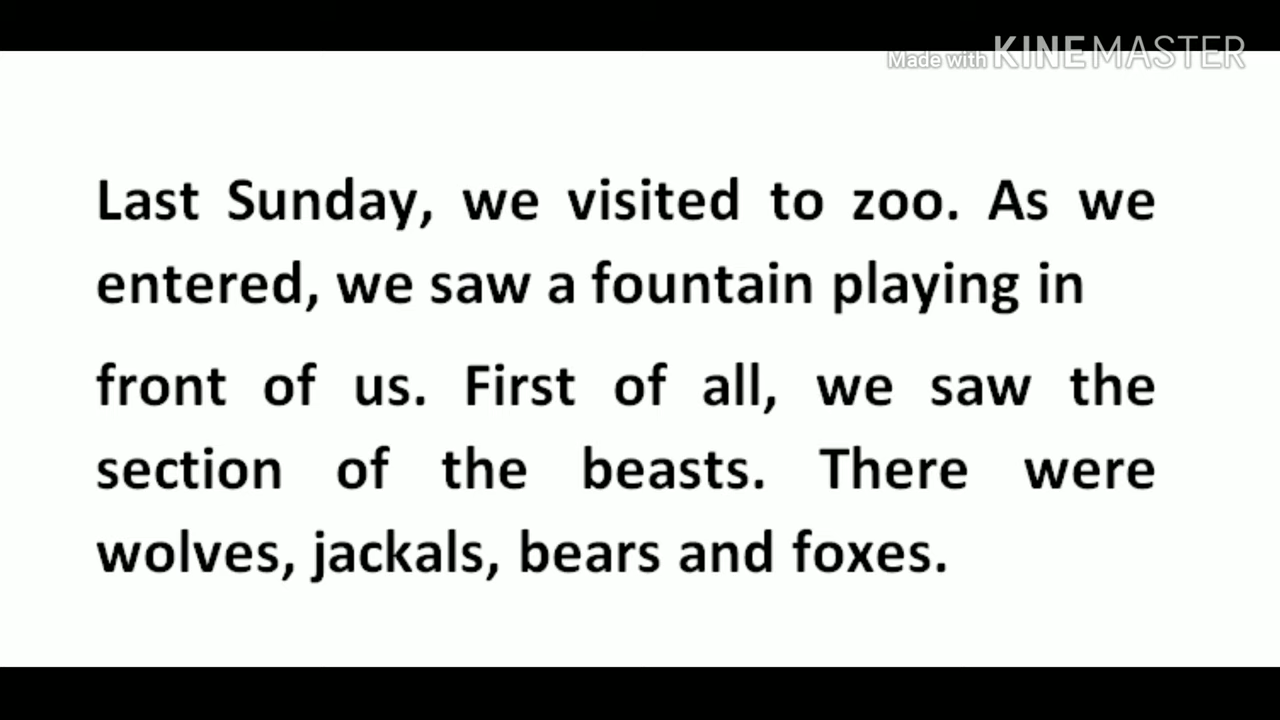 Made with KINEMASTER
Last Sunday, we visited to zoo. As we
entered, we saw a fountain playing in
front of us. First of all, we saw the
section of the beasts. There were
wolves, jackals, bears and foxes.